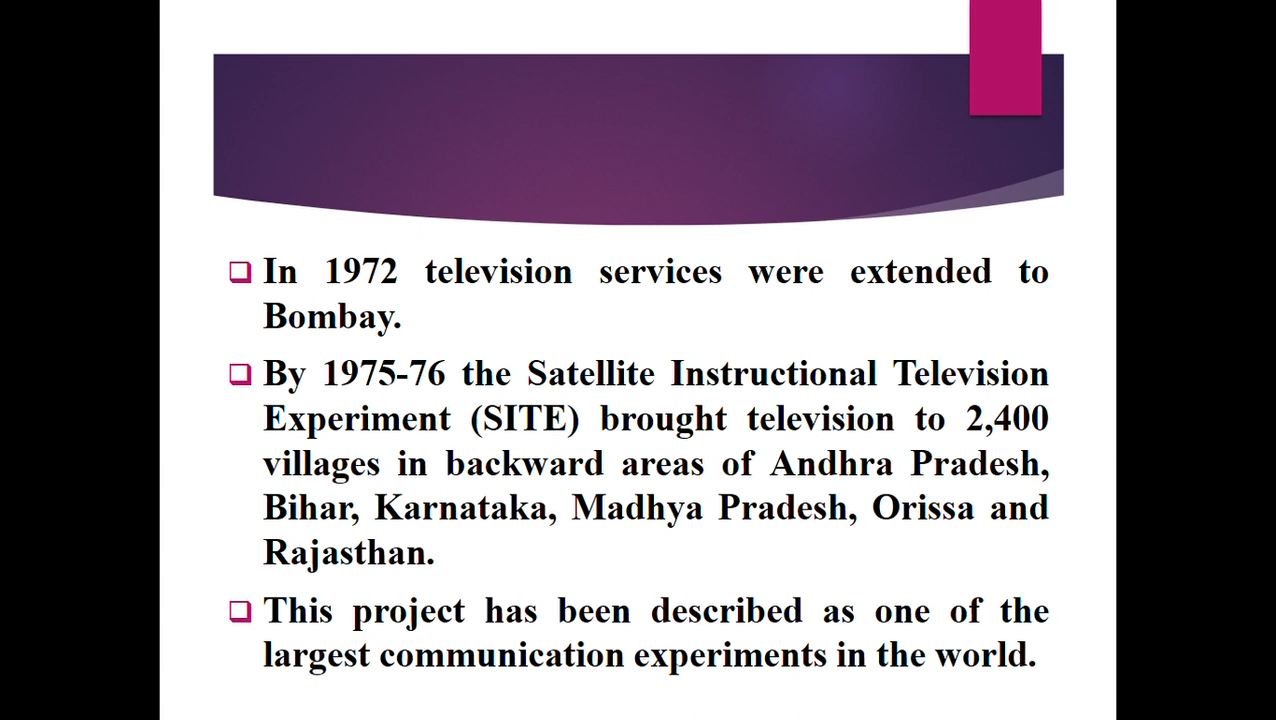 In 1972 television services were extended to
Bombay.
By 1975-76 the Satellite Instructional Television
Experiment (SITE) brought television to 2,400
villages in backward areas of Andhra Pradesh,
Bihar, Karnataka, Madhya Pradesh, Orissa and
Rajasthan.
This project has been described as one of the
largest communication experiments in the world.